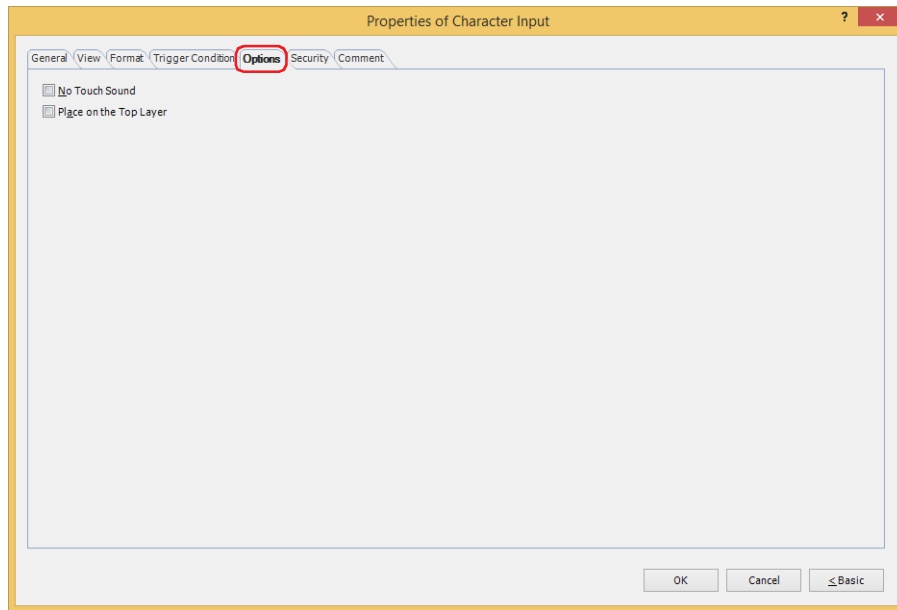 Properties of Character Input
?
General View Format Trigger Condition Options Security Comment
No Touch Sound
Place on the Top Layer
OK Cancel < Basic